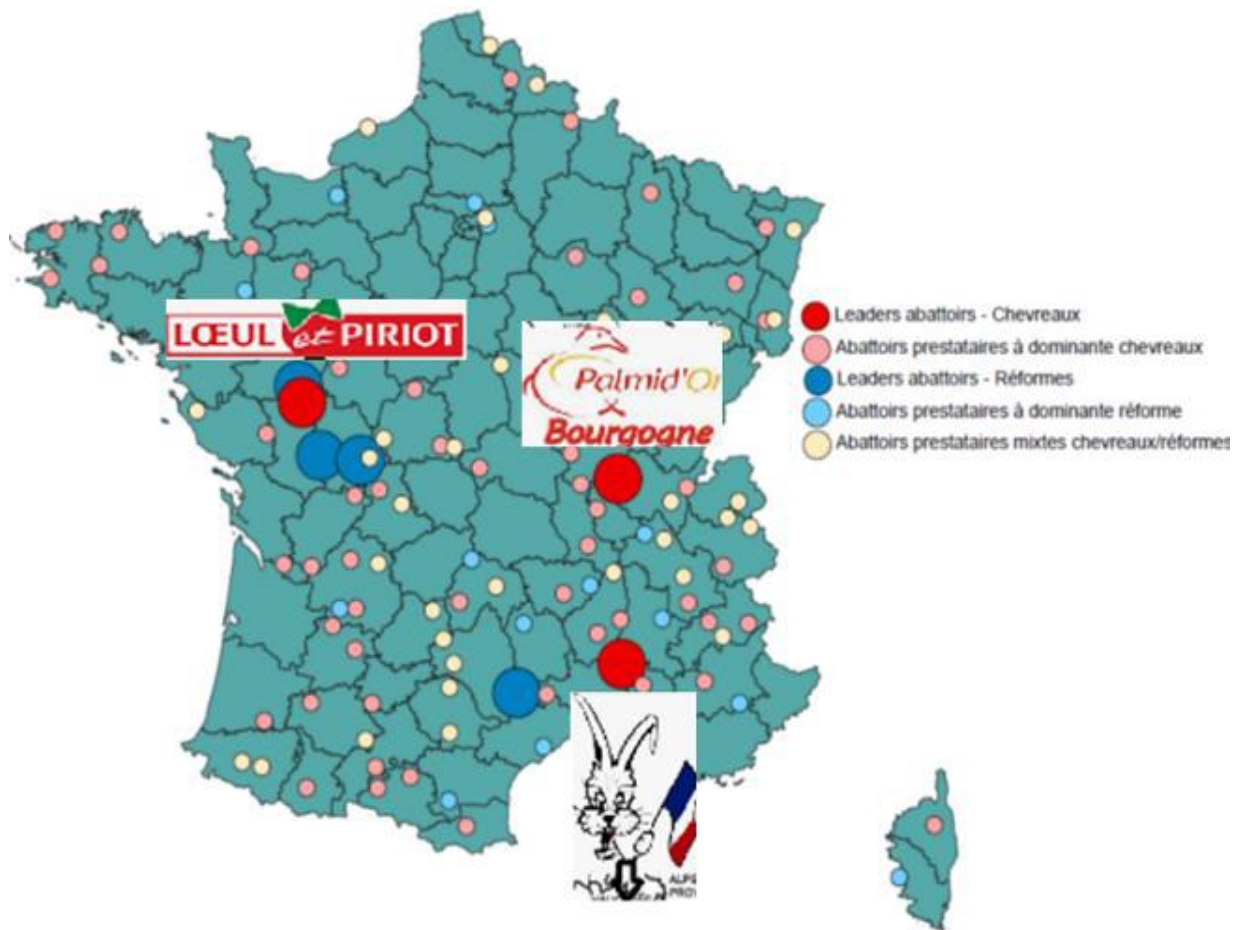 LŒUL et PIRIOT
Palmid'Or
Bourgogne
Leaders abattoirs - Chevreaux
Abattoirs prestataires à dominante chevreaux
Leaders abattoirs - Réformes
Abattoirs prestataires à dominante réforme
Abattoirs prestataires mixtes chevreaux/réformes